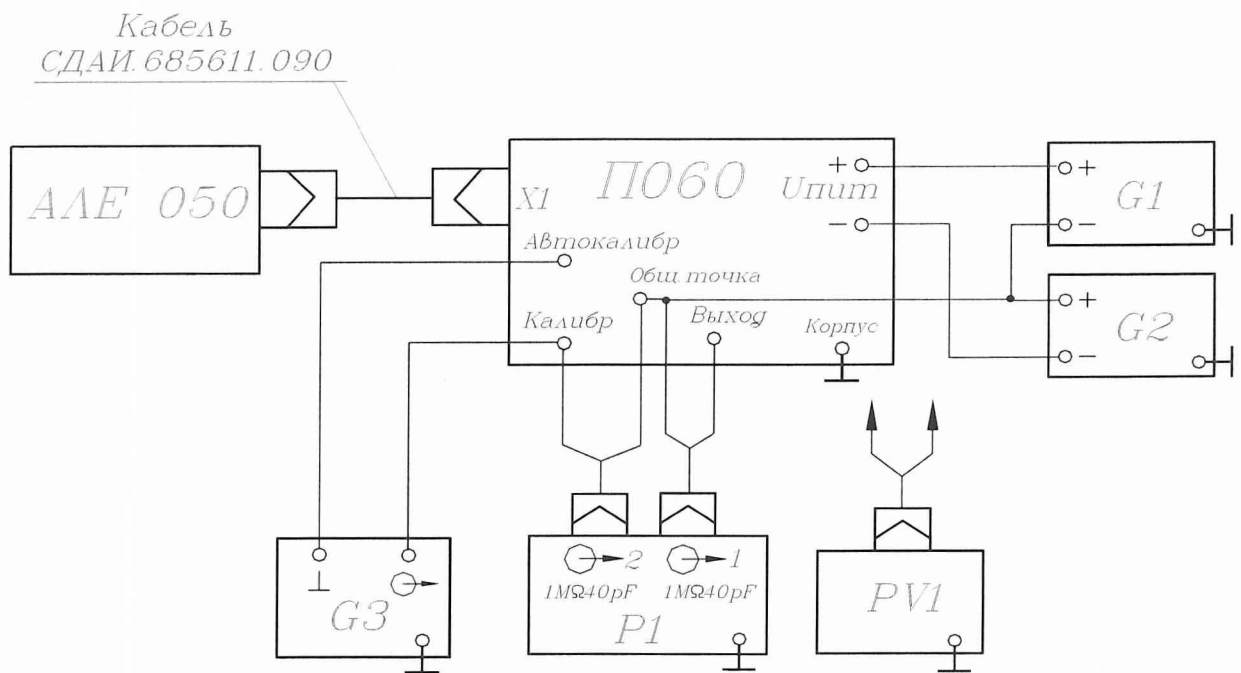 Кабель
СДАИ.685611.090
АЛЕ 050
X1
П060
+
Uпит
−
Автокалибр
Общ. точка
Калибр
Выход
Корпус
+
G1
−
+
G2
−
⊥
G3
2
1
1MΩ40pF
1MΩ40pF
P1
PV1